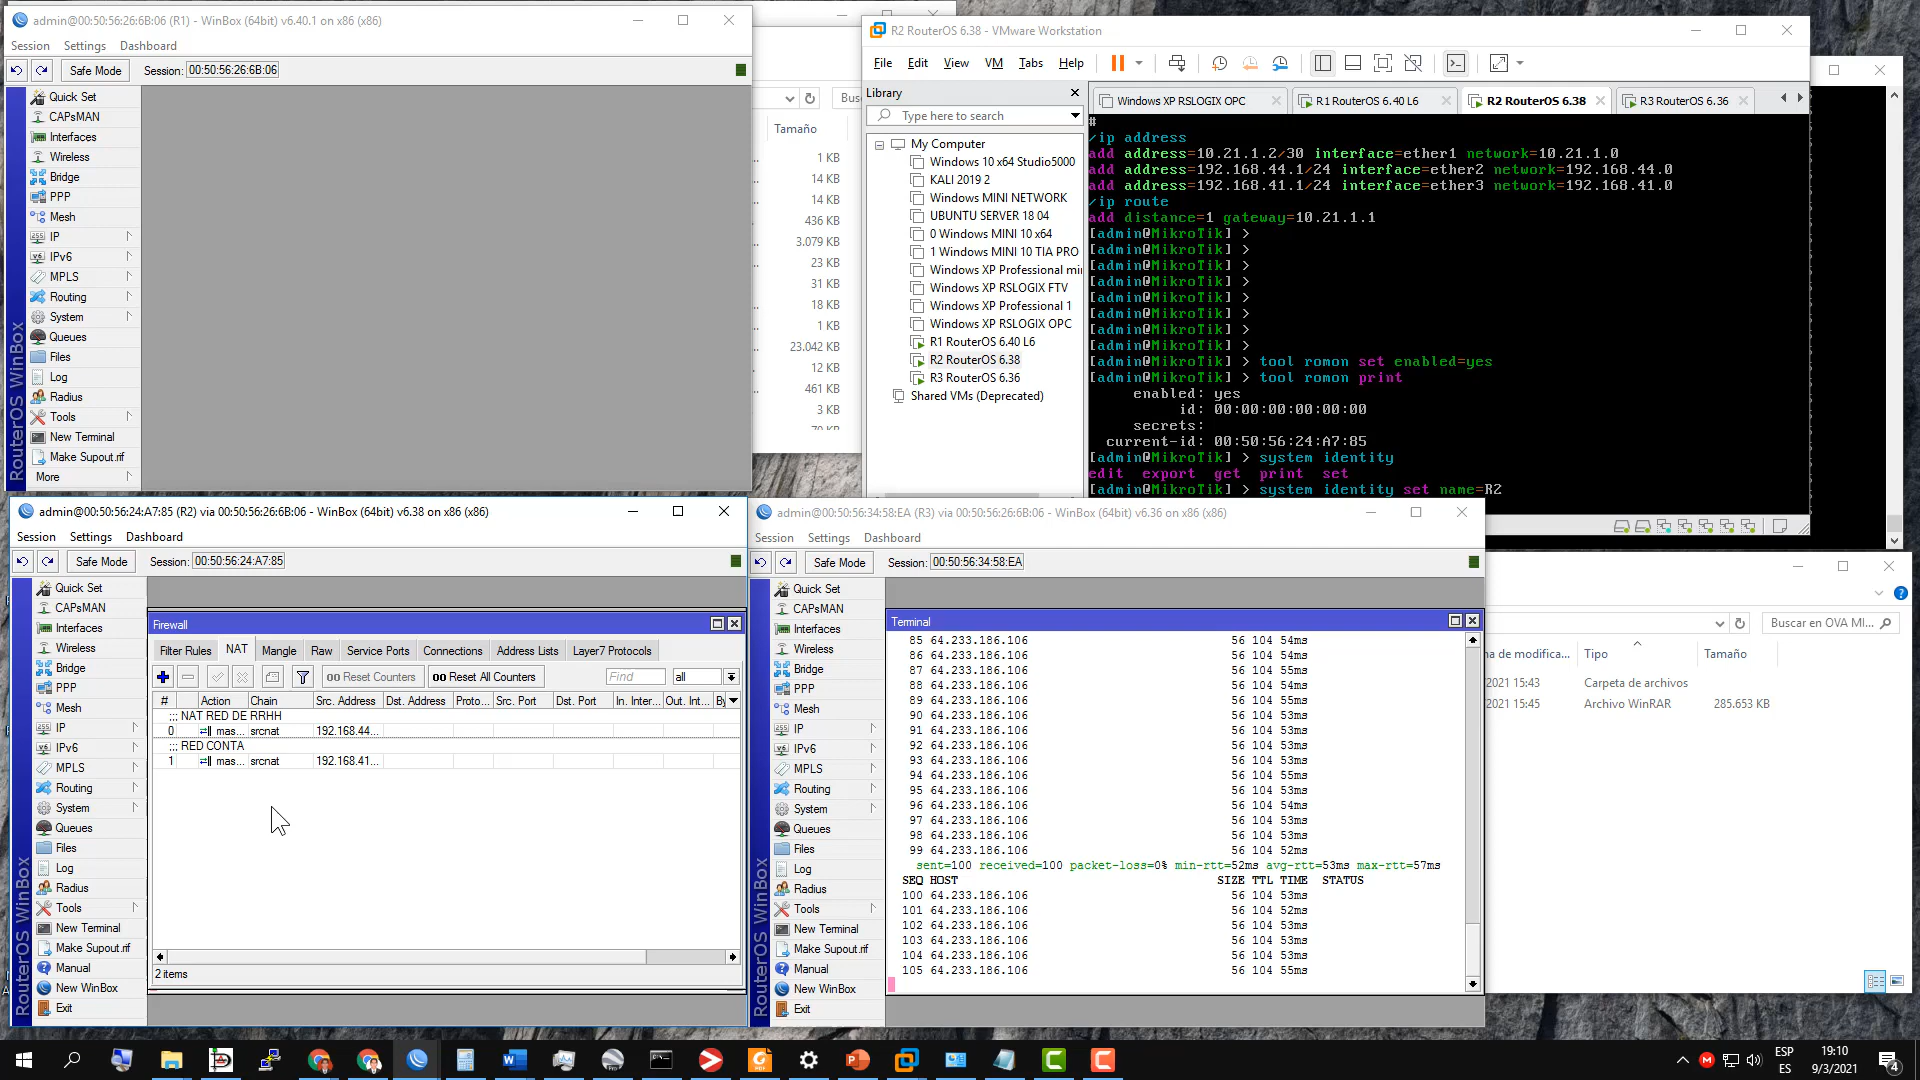 admin@00:50:56:26:6B:06 (R1) - WinBox (64bit) v6.40.1 on x86 (x86)
Session Settings Dashboard
Safe Mode Session: 00:50:56:26:6B:06
Quick Set
CAPsMAN
Interfaces
Wireless
Bridge
PPP
Mesh
IP
IPv6
MPLS
Routing
System
Queues
Files
Log
Radius
Tools
New Terminal
Make Supout.rif
More
RouterOS WinBox
Busc
Tamaño
1 KB
14 KB
14 KB
436 KB
3.079 KB
23 KB
31 KB
18 KB
1 KB
23.042 KB
12 KB
461 KB
3 KB
R2 RouterOS 6.38 - VMware Workstation
File Edit View VM Tabs Help
Library
Type here to search
My Computer
Windows 10 x64 Studio5000
KALI 2019 2
Windows MINI NETWORK
UBUNTU SERVER 18 04
0 Windows MINI 10 x64
1 Windows MINI 10 TIA PRO
Windows XP Professional mi
Windows XP RSLOGIX FTV
Windows XP Professional 1
Windows XP RSLOGIX OPC
R1 RouterOS 6.40 L6
R2 RouterOS 6.38
R3 RouterOS 6.36
Shared VMs (Deprecated)
Windows XP RSLOGIX OPC R1 RouterOS 6.40 L6 R2 RouterOS 6.38 R3 RouterOS 6.36
#
/ip address
add address=10.21.1.2/30 interface=ether1 network=10.21.1.0
add address=192.168.44.1/24 interface=ether2 network=192.168.44.0
add address=192.168.41.1/24 interface=ether3 network=192.168.41.0
/ip route
add distance=1 gateway=10.21.1.1
[admin@MikroTik] >
[admin@MikroTik] >
[admin@MikroTik] >
[admin@MikroTik] >
[admin@MikroTik] >
[admin@MikroTik] >
[admin@MikroTik] >
[admin@MikroTik] >
[admin@MikroTik] > tool romon set enabled=yes
[admin@MikroTik] > tool romon print
enabled: yes
id: 00:00:00:00:00:00
secrets:
current-id: 00:50:56:24:A7:85
[admin@MikroTik] > system identity
edit export get print set
[admin@MikroTik] > system identity set name=R2
admin@00:50:56:24:A7:85 (R2) via 00:50:56:26:6B:06 - WinBox (64bit) v6.38 on x86 (x86)
Session Settings Dashboard
Safe Mode Session: 00:50:56:24:A7:85
Quick Set
CAPsMAN
Interfaces
Wireless
Bridge
PPP
Mesh
IP
IPv6
MPLS
Routing
System
Queues
Files
Log
Radius
Tools
New Terminal
Make Supout.rif
Manual
New WinBox
Exit
RouterOS WinBox
Firewall
Filter Rules NAT Mangle Raw Service Ports Connections Address Lists Layer7 Protocols
00 Reset Counters 00 Reset All Counters Find all
# Action Chain Src. Address Dst. Address Proto... Src. Port Dst. Port In. Inter... Out. Int... By
;;; NAT RED DE RRHH
0 mas... srcnat 192.168.44...
;;; RED CONTA
1 mas... srcnat 192.168.41...
2 items
admin@00:50:56:34:58:EA (R3) via 00:50:56:26:6B:06 - WinBox (64bit) v6.36 on x86 (x86)
Session Settings Dashboard
Safe Mode Session: 00:50:56:34:58:EA
Quick Set
CAPsMAN
Interfaces
Wireless
Bridge
PPP
Mesh
IP
IPv6
MPLS
Routing
System
Queues
Files
Log
Radius
Tools
New Terminal
Make Supout.rif
Manual
New WinBox
Exit
RouterOS WinBox
Terminal
85 64.233.186.106 56 104 54ms
86 64.233.186.106 56 104 54ms
87 64.233.186.106 56 104 55ms
88 64.233.186.106 56 104 54ms
89 64.233.186.106 56 104 55ms
90 64.233.186.106 56 104 53ms
91 64.233.186.106 56 104 53ms
92 64.233.186.106 56 104 53ms
93 64.233.186.106 56 104 53ms
94 64.233.186.106 56 104 55ms
95 64.233.186.106 56 104 53ms
96 64.233.186.106 56 104 54ms
97 64.233.186.106 56 104 53ms
98 64.233.186.106 56 104 53ms
99 64.233.186.106 56 104 52ms
sent=100 received=100 packet-loss=0% min-rtt=52ms avg-rtt=53ms max-rtt=57ms
SEQ HOST SIZE TTL TIME STATUS
100 64.233.186.106 56 104 53ms
101 64.233.186.106 56 104 52ms
102 64.233.186.106 56 104 53ms
103 64.233.186.106 56 104 53ms
104 64.233.186.106 56 104 53ms
105 64.233.186.106 56 104 55ms
Buscar en OVA MI...
na de modifica... Tipo Tamaño
2021 15:43 Carpeta de archivos
2021 15:45 Archivo WinRAR 285.653 KB
ESP
ES
19:10
9/3/2021
4